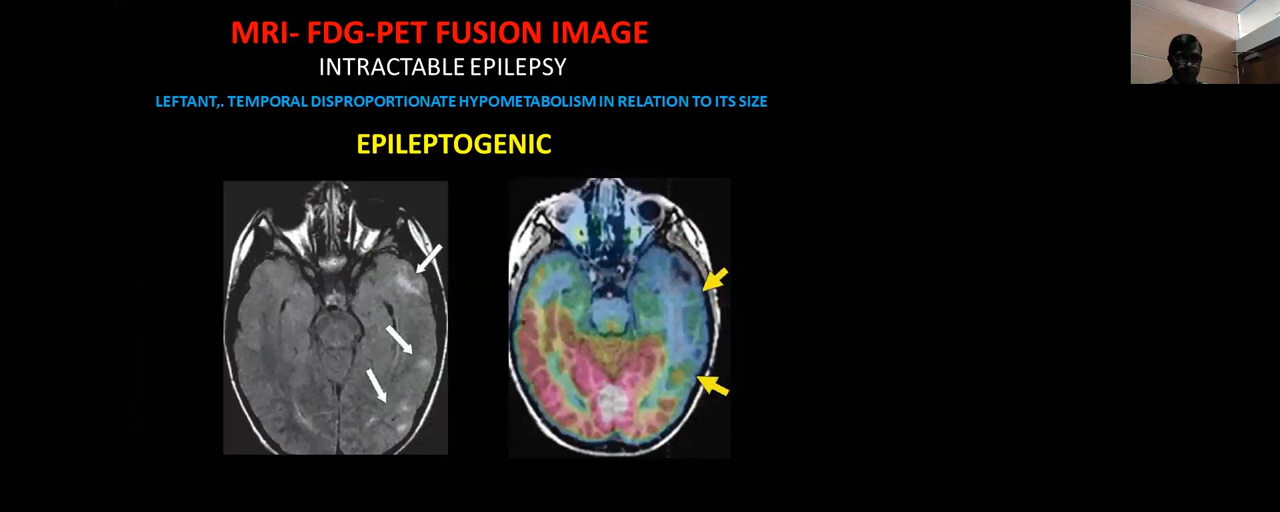 MRI- FDG-PET FUSION IMAGE
INTRACTABLE EPILEPSY
LEFTANT,. TEMPORAL DISPROPORTIONATE HYPOMETABOLISM IN RELATION TO ITS SIZE
EPILEPTOGENIC